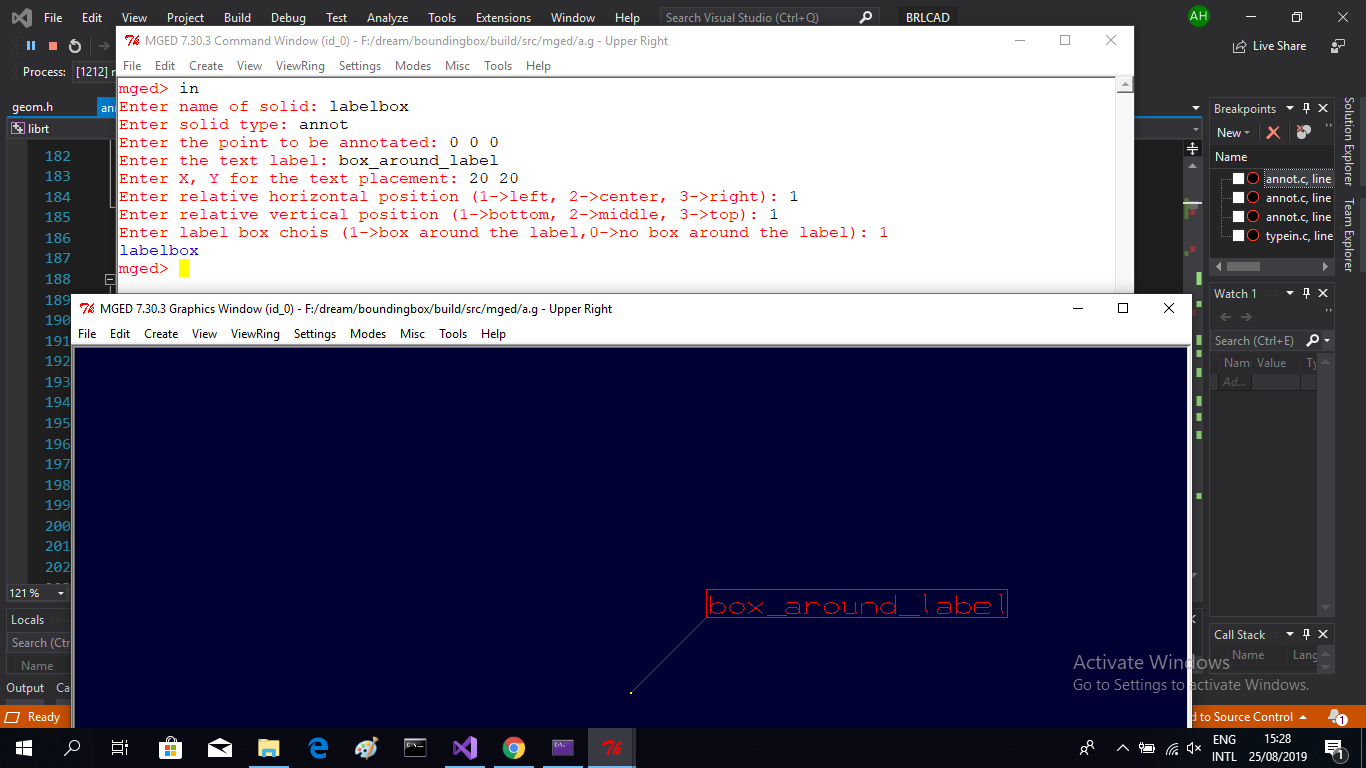 File Edit View Project Build Debug Test Analyze Tools Extensions Window Help Search Visual Studio (Ctrl+Q) BRLCAD AH
Live Share
Process: [1212]
MGED 7.30.3 Command Window (id_0) - F:/dream/boundingbox/build/src/mged/a.g - Upper Right
File Edit Create View ViewRing Settings Modes Misc Tools Help
mged> in
Enter name of solid: labelbox
Enter solid type: annot
Enter the point to be annotated: 0 0 0
Enter the text label: box_around_label
Enter X, Y for the text placement: 20 20
Enter relative horizontal position (1->left, 2->center, 3->right): 1
Enter relative vertical position (1->bottom, 2->middle, 3->top): 1
Enter label box chois (1->box around the label,0->no box around the label): 1
labelbox
mged>
geom.h
librt
182
183
184
185
186
187
188
189
190
191
192
193
194
195
196
197
198
199
200
201
202
121 %
Locals
Search (Ctr
Name
Output Ca
Ready
MGED 7.30.3 Graphics Window (id_0) - F:/dream/boundingbox/build/src/mged/a.g - Upper Right
File Edit Create View ViewRing Settings Modes Misc Tools Help
box_around_label
Breakpoints
New
Name
annot.c, line
annot.c, line
annot.c, line
typein.c, line
Watch 1
Search (Ctrl+E)
Nam Value Ty
Ad...
Call Stack
Name Lang
Solution Explorer
Team Explorer
Activate Windows
Go to Settings to activate Windows.
d to Source Control 1
ENG
INTL
15:28
25/08/2019
1